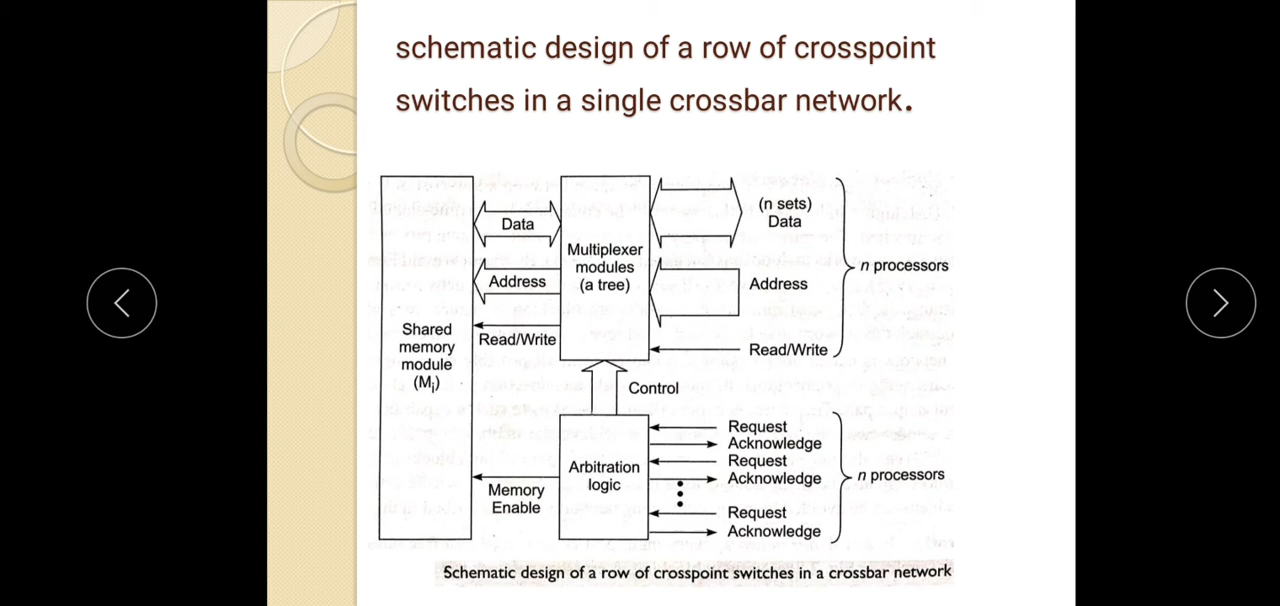 schematic design of a row of crosspoint
switches in a single crossbar network.
Shared
memory
module
(Mi)
Data
Address
Read/Write
Multiplexer
modules
(a tree)
(n sets)
Data
Address
Read/Write
n processors
Control
Arbitration
logic
Memory
Enable
Request
Acknowledge
Request
Acknowledge
Request
Acknowledge
n processors
Schematic design of a row of crosspoint switches in a crossbar network